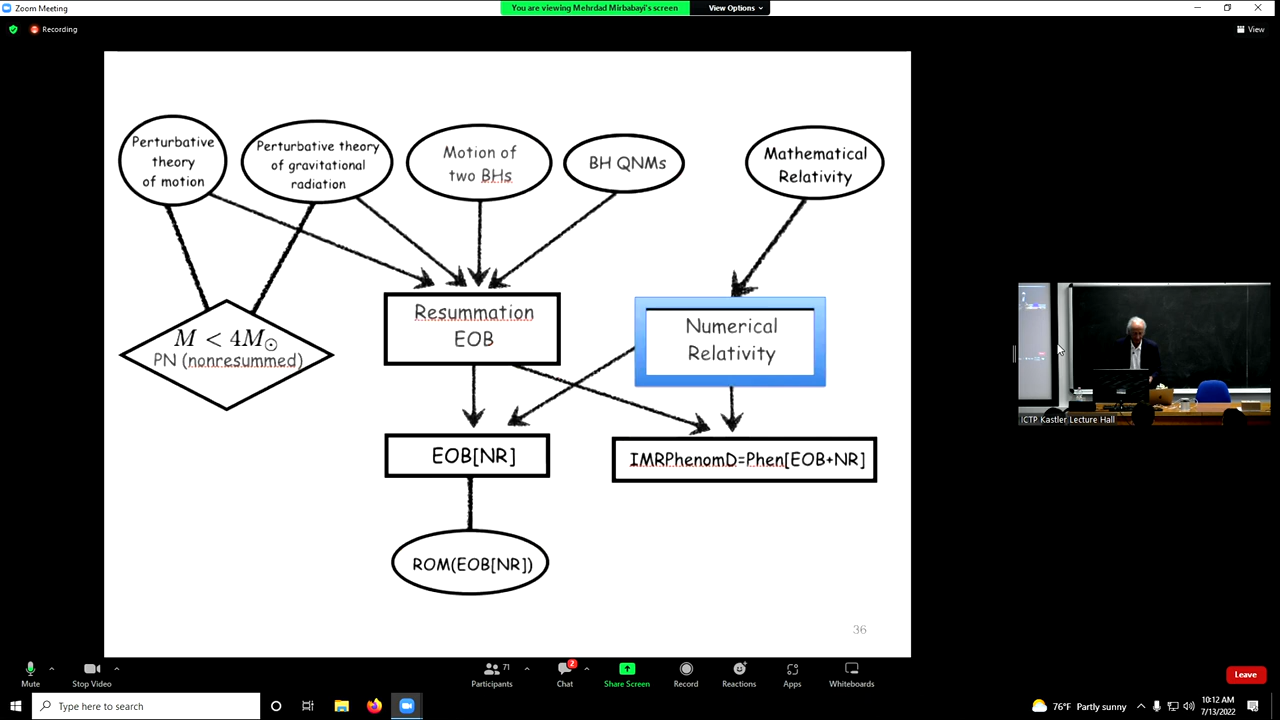 Zoom Meeting
You are viewing Mehrdad Mirbabayi's screen
View Options
Recording
View
Perturbative
theory
of motion
Perturbative theory
of gravitational
radiation
Motion of
two BHs
BH QNMs
Mathematical
Relativity
M < 4M⊙
PN (nonresummed)
Resummation
EOB
Numerical
Relativity
EOB[NR]
IMRPhenomD=Phen[EOB+NR]
ROM(EOB[NR])
36
ICTP Kastler Lecture Hall
Mute
Stop Video
71
Participants
2
Chat
Share Screen
Record
Reactions
Apps
Whiteboards
Leave
Type here to search
76°F Partly sunny
10:12 AM
7/13/2022